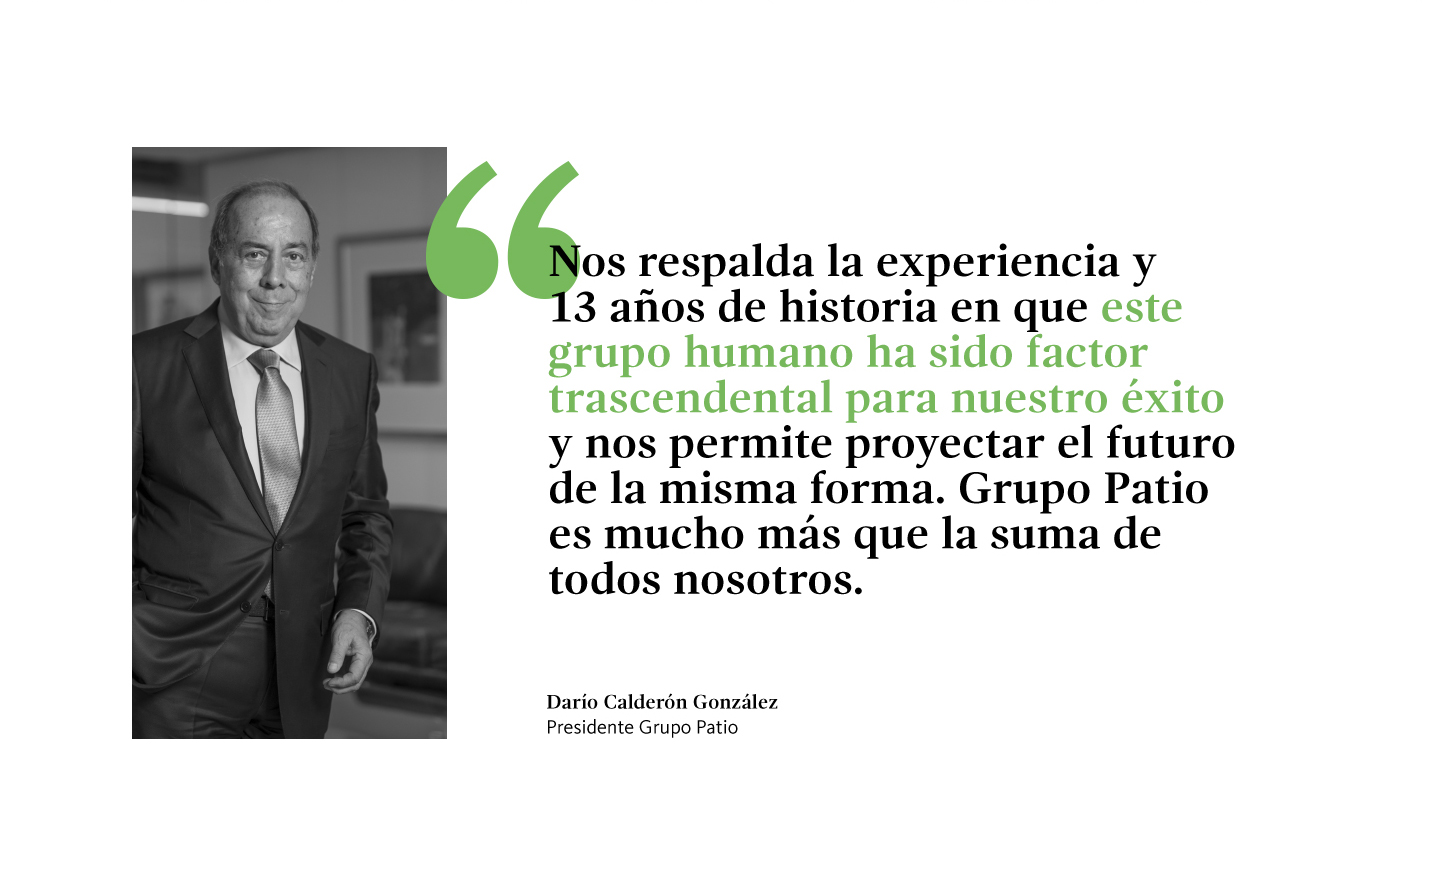 “
Nos respalda la experiencia y
13 años de historia en que este
grupo humano ha sido factor
trascendental para nuestro éxito
y nos permite proyectar el futuro
de la misma forma. Grupo Patio
es mucho más que la suma de
todos nosotros.
Darío Calderón González
Presidente Grupo Patio